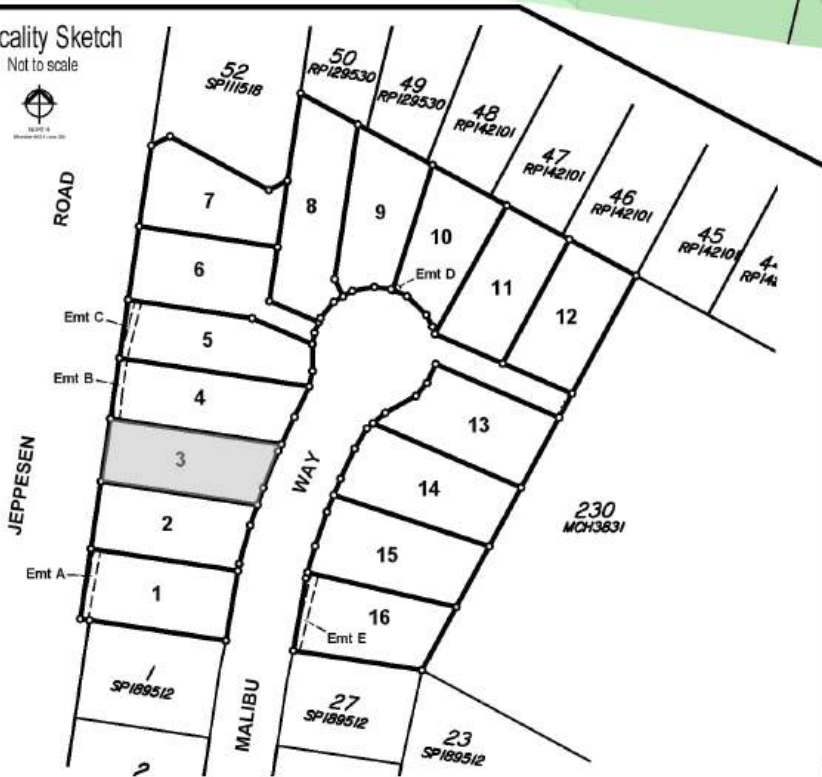 cality Sketch
Not to scale
52
SP111518
50
RP129530
49
RP129530
48
RP142101
47
RP142101
46
RP142101
45
RP142101
ROAD
7
8
9
10
11
12
6
Emt D
Emt C
5
Emt B
4
3
13
WAY
14
230
MCH3831
JEPPESEN
2
15
Emt A
1
16
Emt E
1
SP189512
MALIBU
27
SP189512
23
SP189512
2